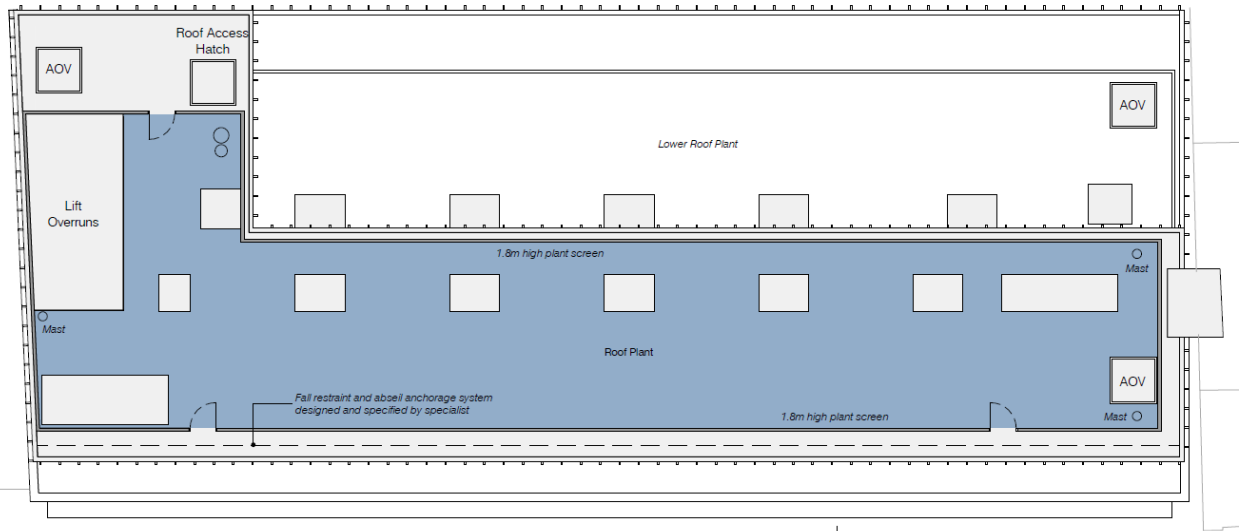 Roof Access
Hatch
AOV
AOV
Lower Roof Plant
Lift
Overruns
1.8m high plant screen
Mast
Mast
Roof Plant
AOV
Fall restraint and abseil anchorage system
designed and specified by specialist
1.8m high plant screen
Mast